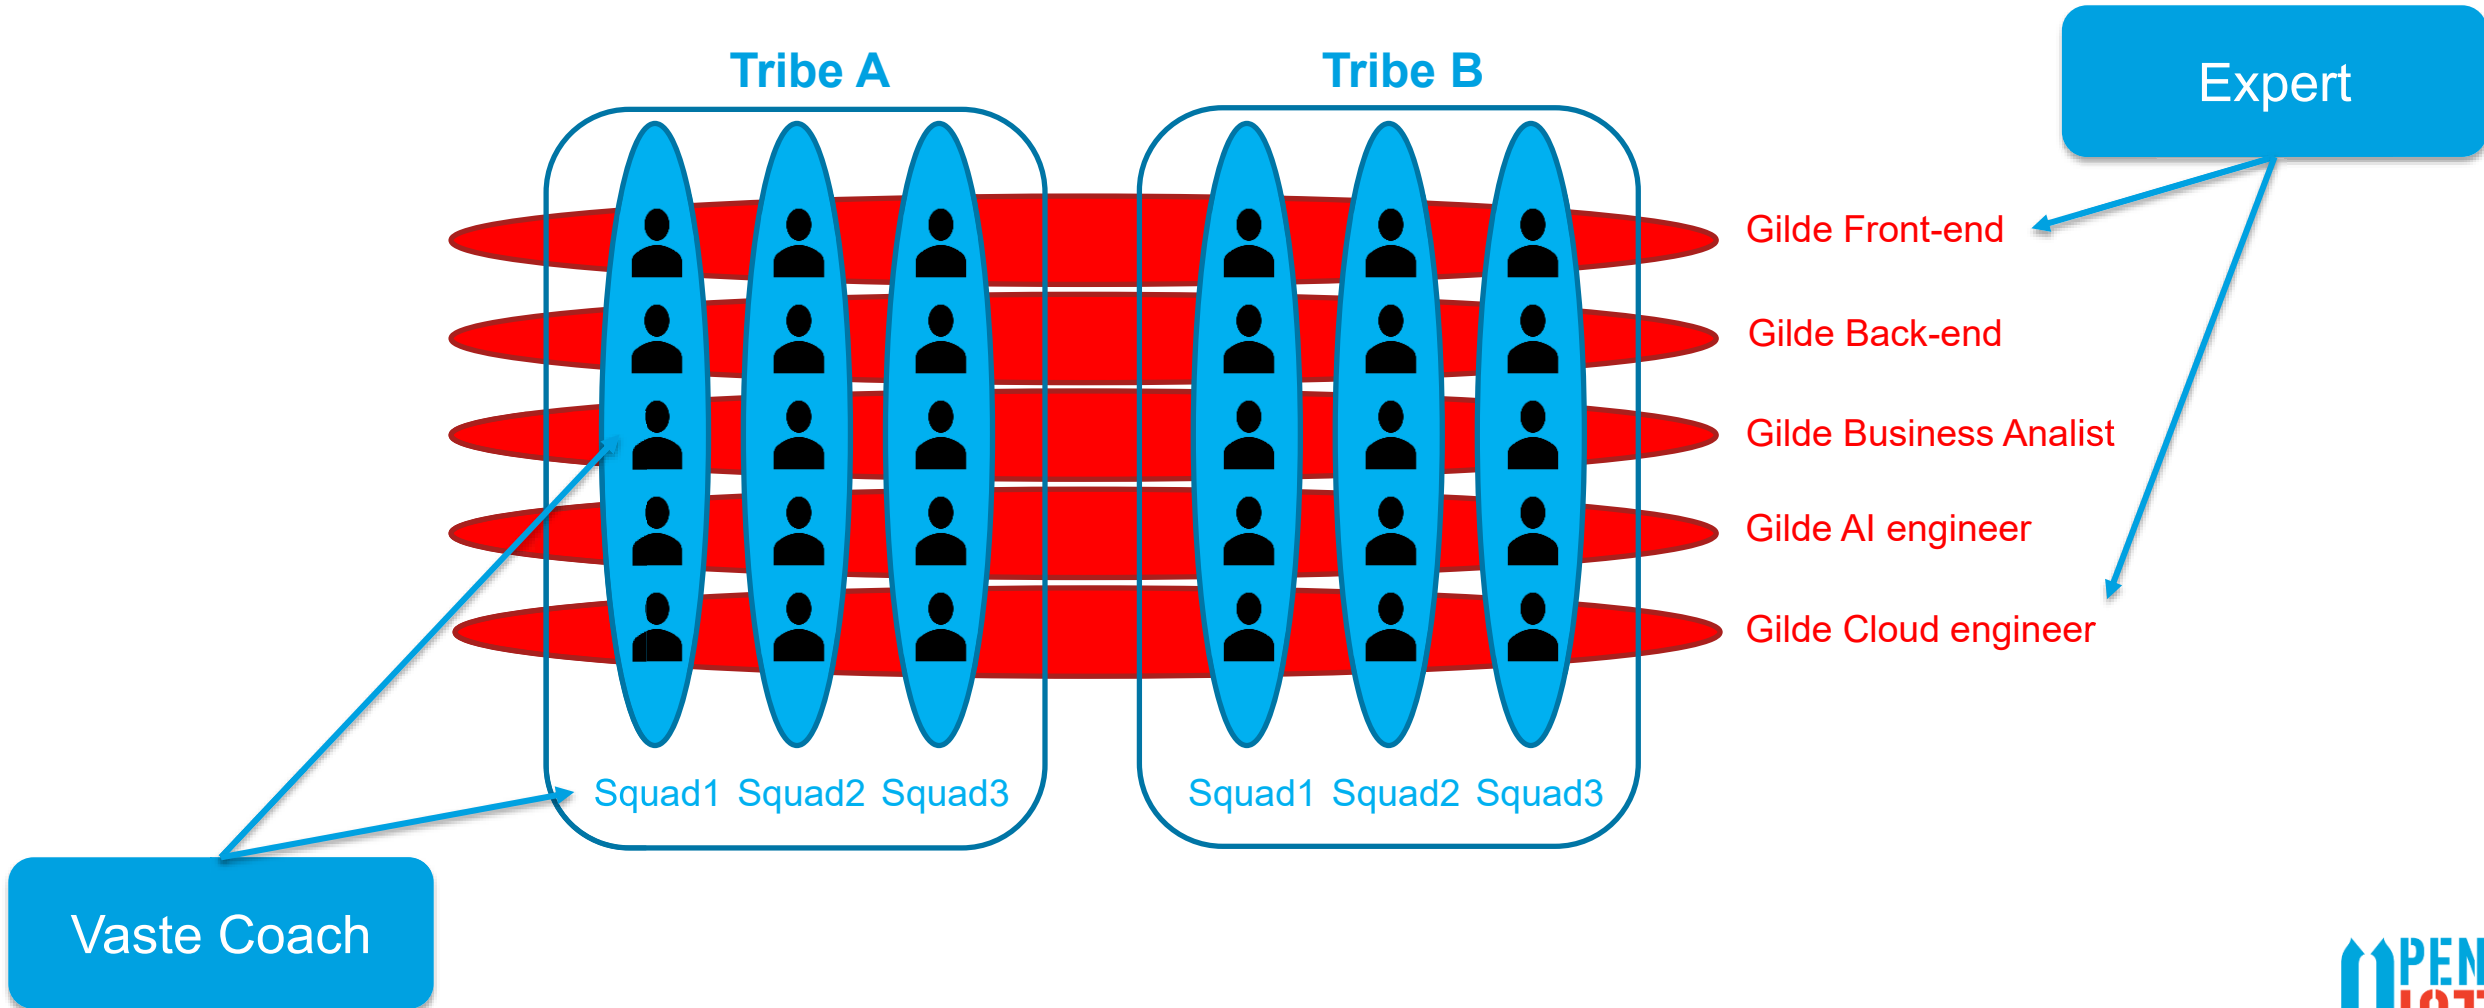 Tribe A
Tribe B
Expert
Gilde Front-end
Gilde Back-end
Gilde Business Analist
Gilde AI engineer
Gilde Cloud engineer
Squad1 Squad2 Squad3
Squad1 Squad2 Squad3
Vaste Coach